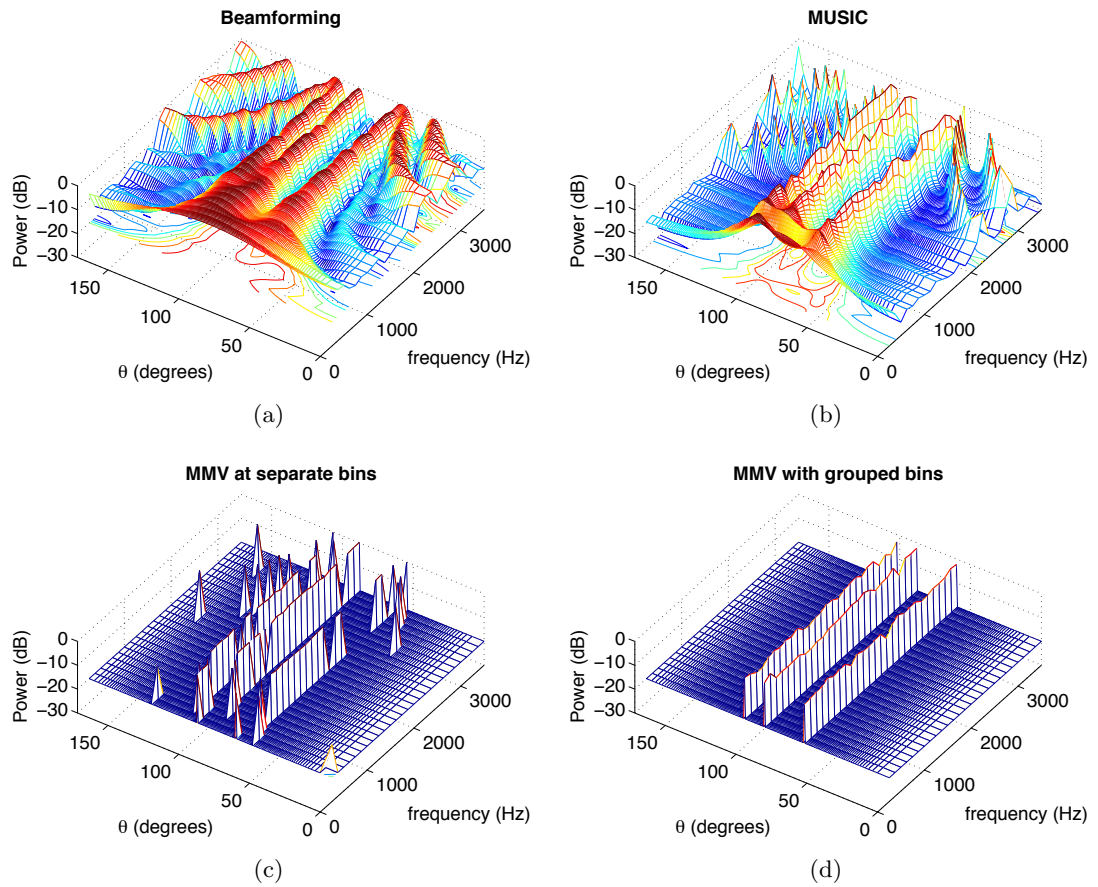 Beamforming
0
−10
−20
−30
Power (dB)
150
100
50
0
θ (degrees)
0
1000
2000
3000
frequency (Hz)
(a)
MUSIC
0
−10
−20
−30
Power (dB)
150
100
50
0
θ (degrees)
0
1000
2000
3000
frequency (Hz)
(b)
MMV at separate bins
0
−10
−20
−30
Power (dB)
150
100
50
0
θ (degrees)
0
1000
2000
3000
frequency (Hz)
(c)
MMV with grouped bins
0
−10
−20
−30
Power (dB)
150
100
50
0
θ (degrees)
0
1000
2000
3000
frequency (Hz)
(d)